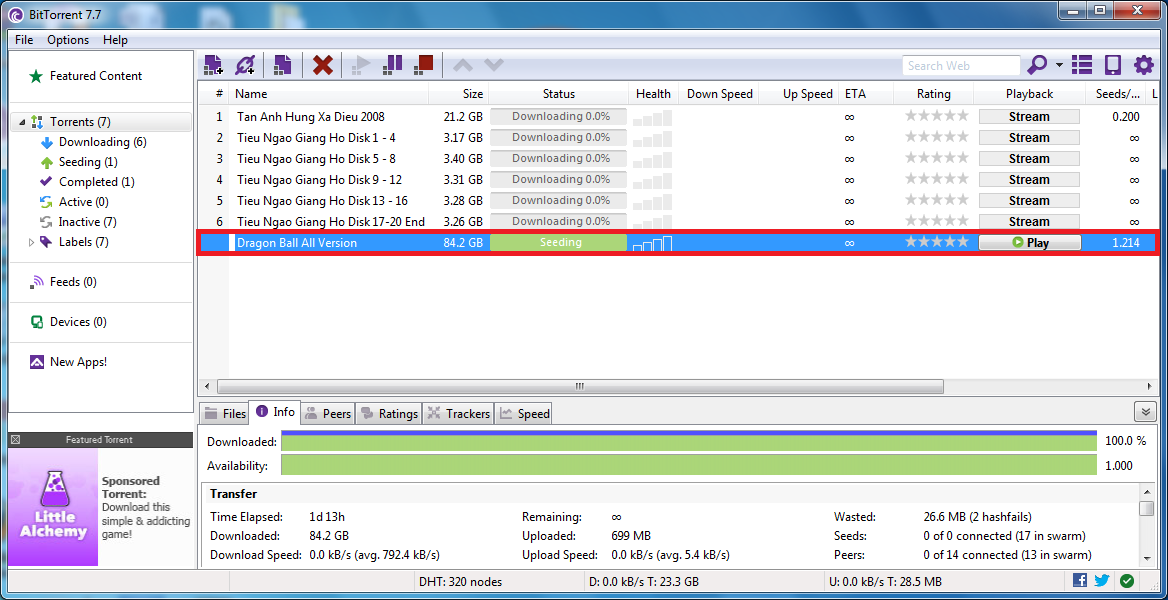 BitTorrent 7.7
File Options Help
Featured Content
Torrents (7)
Downloading (6)
Seeding (1)
Completed (1)
Active (0)
Inactive (7)
Labels (7)
Feeds (0)
Devices (0)
New Apps!
Featured Torrent
Little
Alchemy
Sponsored
Torrent:
Download this
simple & addicting
game!
Search Web
# Name Size Status Health Down Speed Up Speed ETA Rating Playback Seeds/... L
1 Tan Anh Hung Xa Dieu 2008 21.2 GB Downloading 0.0% ∞ Stream 0.200
2 Tieu Ngao Giang Ho Disk 1 - 4 3.17 GB Downloading 0.0% ∞ Stream ∞
3 Tieu Ngao Giang Ho Disk 5 - 8 3.40 GB Downloading 0.0% ∞ Stream ∞
4 Tieu Ngao Giang Ho Disk 9 - 12 3.31 GB Downloading 0.0% ∞ Stream ∞
5 Tieu Ngao Giang Ho Disk 13 - 16 3.28 GB Downloading 0.0% ∞ Stream ∞
6 Tieu Ngao Giang Ho Disk 17-20 End 3.26 GB Downloading 0.0% ∞ Stream ∞
Dragon Ball All Version 84.2 GB Seeding ∞ Play 1.214
Files Info Peers Ratings Trackers Speed
Downloaded: 100.0 %
Availability: 1.000
Transfer
Time Elapsed: 1d 13h Remaining: ∞ Wasted: 26.6 MB (2 hashfails)
Downloaded: 84.2 GB Uploaded: 699 MB Seeds: 0 of 0 connected (17 in swarm)
Download Speed: 0.0 kB/s (avg. 792.4 kB/s) Upload Speed: 0.0 kB/s (avg. 5.4 kB/s) Peers: 0 of 14 connected (13 in swarm)
DHT: 320 nodes D: 0.0 kB/s T: 23.3 GB U: 0.0 kB/s T: 28.5 MB